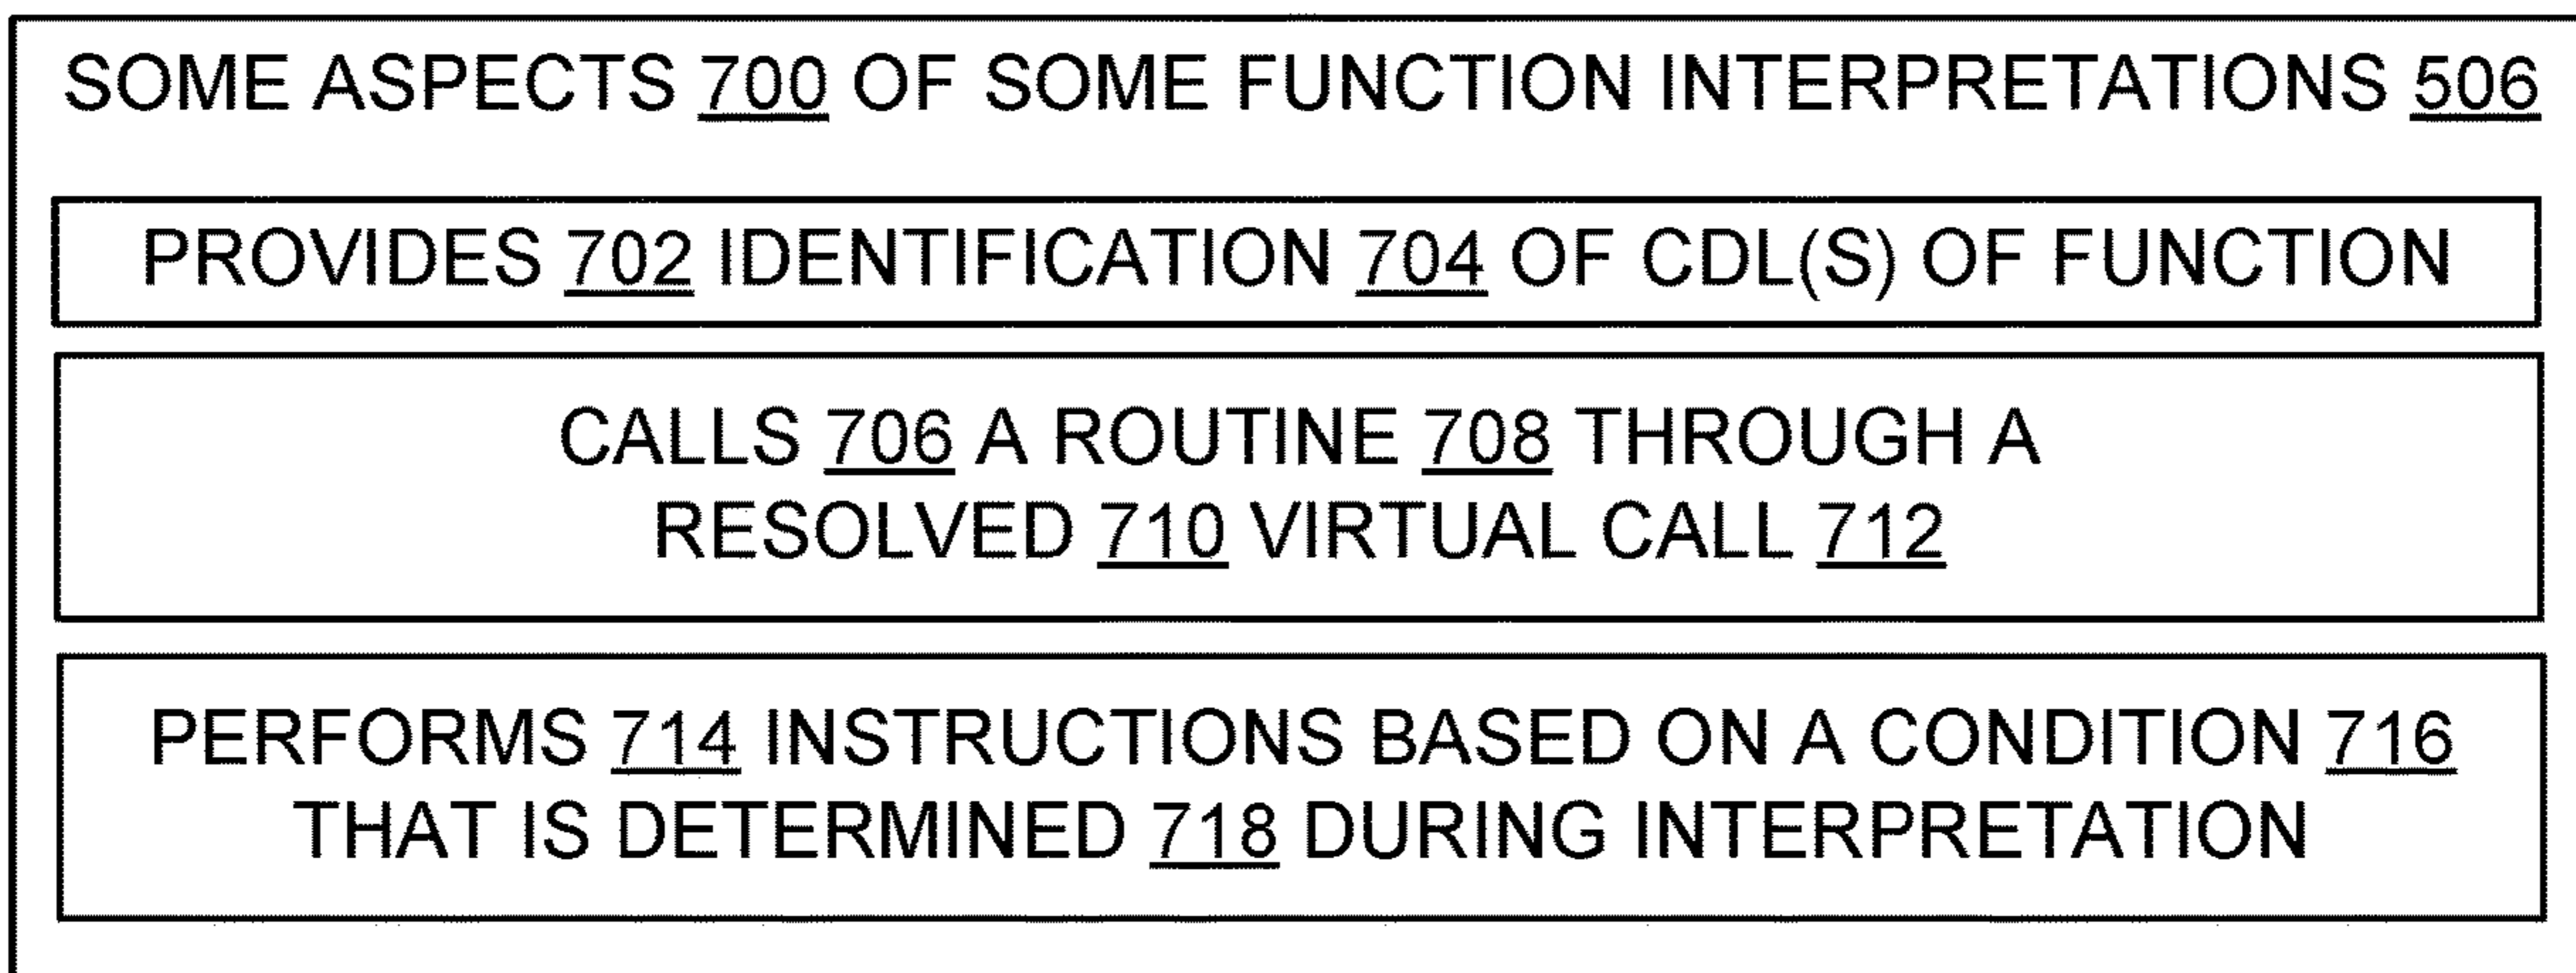 SOME ASPECTS 700 OF SOME FUNCTION INTERPRETATIONS 506
PROVIDES 702 IDENTIFICATION 704 OF CDL(S) OF FUNCTION
CALLS 706 A ROUTINE 708 THROUGH A
RESOLVED 710 VIRTUAL CALL 712
PERFORMS 714 INSTRUCTIONS BASED ON A CONDITION 716
THAT IS DETERMINED 718 DURING INTERPRETATION